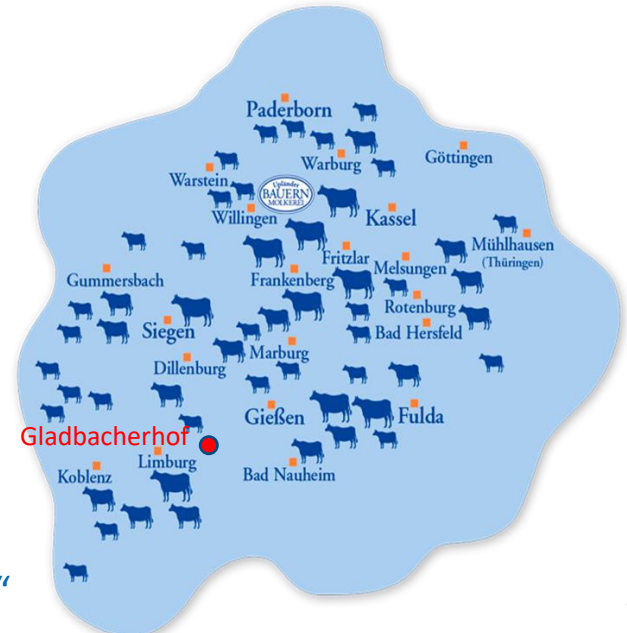 Paderborn
Göttingen
Warburg
Warstein
Upländer
BAUERN
MOLKEREI
Willingen
Kassel
Mühlhausen
(Thüringen)
Fritzlar
Melsungen
Gummersbach
Frankenberg
Rotenburg
Siegen
Bad Hersfeld
Marburg
Dillenburg
Gießen
Fulda
Gladbacherhof
Limburg
Koblenz
Bad Nauheim
“